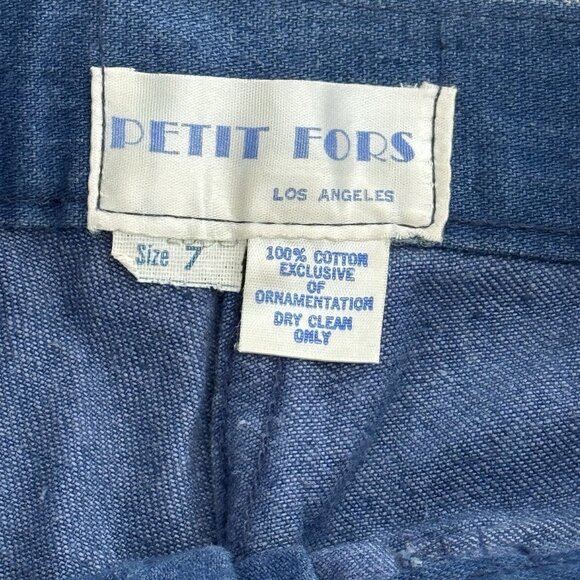 PETIT FORS
LOS ANGELES
Size 7
100% COTTON
EXCLUSIVE
OF
ORNAMENTATION
DRY CLEAN
ONLY